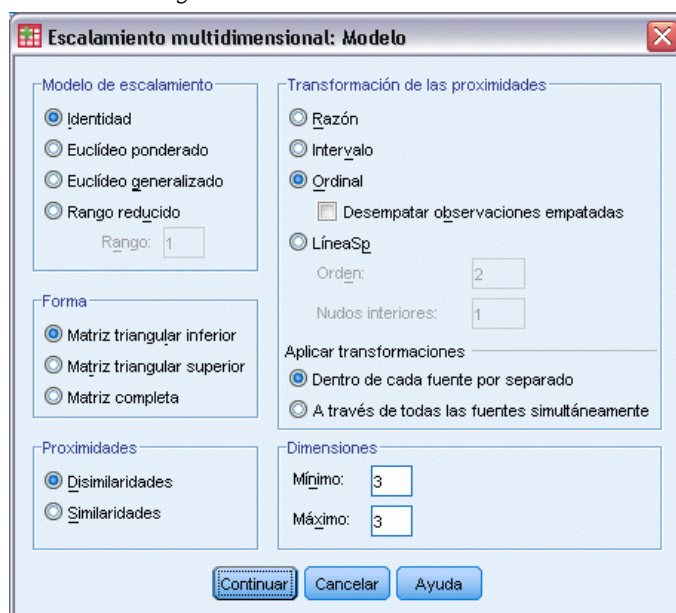 Escalamiento multidimensional: Modelo
Modelo de escalamiento
Identidad
Euclídeo ponderado
Euclídeo generalizado
Rango reducido
Rango: 1
Forma
Matriz triangular inferior
Matriz triangular superior
Matriz completa
Proximidades
Disimilaridades
Similaridades
Transformación de las proximidades
Razón
Intervalo
Ordinal
Desempatar observaciones empatadas
LíneaSp
Orden: 2
Nudos interiores: 1
Aplicar transformaciones
Dentro de cada fuente por separado
A través de todas las fuentes simultáneamente
Dimensiones
Mínimo: 3
Máximo: 3
Continuar Cancelar Ayuda